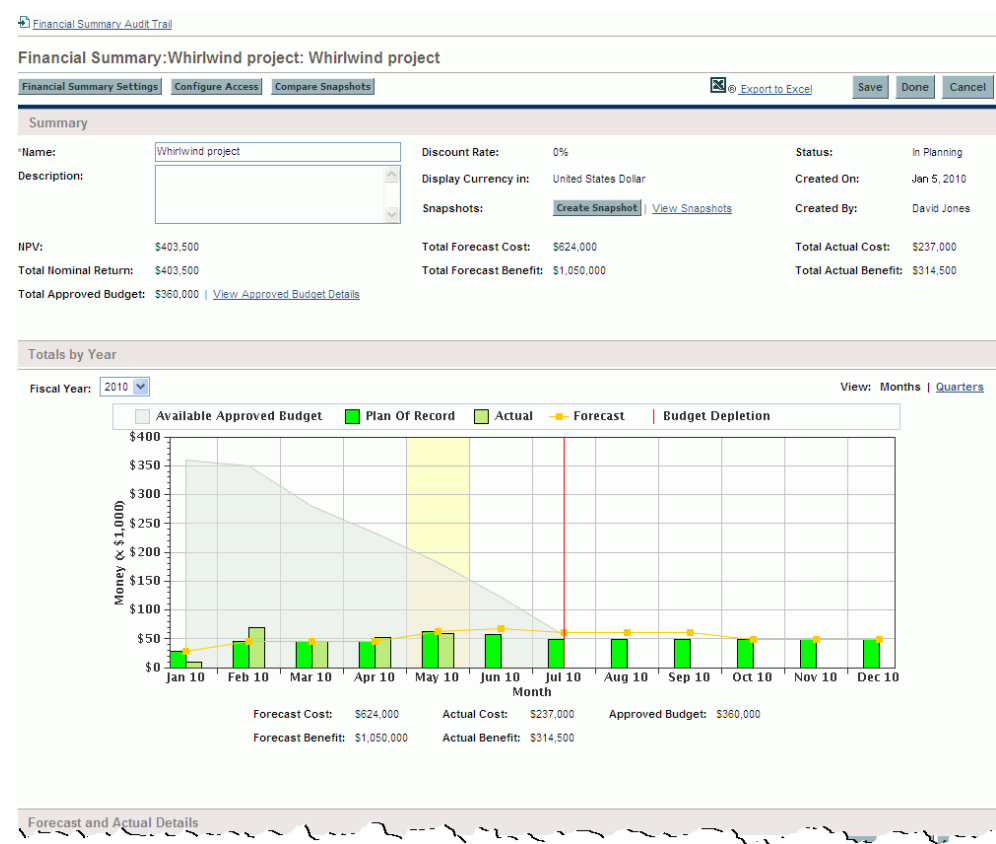 Financial Summary Audit Trail
Financial Summary:Whirlwind project: Whirlwind project
Financial Summary Settings Configure Access Compare Snapshots ® Export to Excel Save Done Cancel
Summary
*Name: Whirlwind project Discount Rate: 0% Status: In Planning
Description: Display Currency in: United States Dollar Created On: Jan 5, 2010
Snapshots: Create Snapshot | View Snapshots Created By: David Jones
NPV: $403,500 Total Forecast Cost: $624,000 Total Actual Cost: $237,000
Total Nominal Return: $403,500 Total Forecast Benefit: $1,050,000 Total Actual Benefit: $314,500
Total Approved Budget: $360,000 | View Approved Budget Details
Totals by Year
Fiscal Year: 2010 View: Months | Quarters
Available Approved Budget Plan Of Record Actual Forecast Budget Depletion
$400
$350
$300
$250
$200
$150
$100
$50
$0
Money (x $1,000)
Jan 10 Feb 10 Mar 10 Apr 10 May 10 Jun 10 Jul 10 Aug 10 Sep 10 Oct 10 Nov 10 Dec 10
Month
Forecast Cost: $624,000 Actual Cost: $237,000 Approved Budget: $360,000
Forecast Benefit: $1,050,000 Actual Benefit: $314,500
Forecast and Actual Details